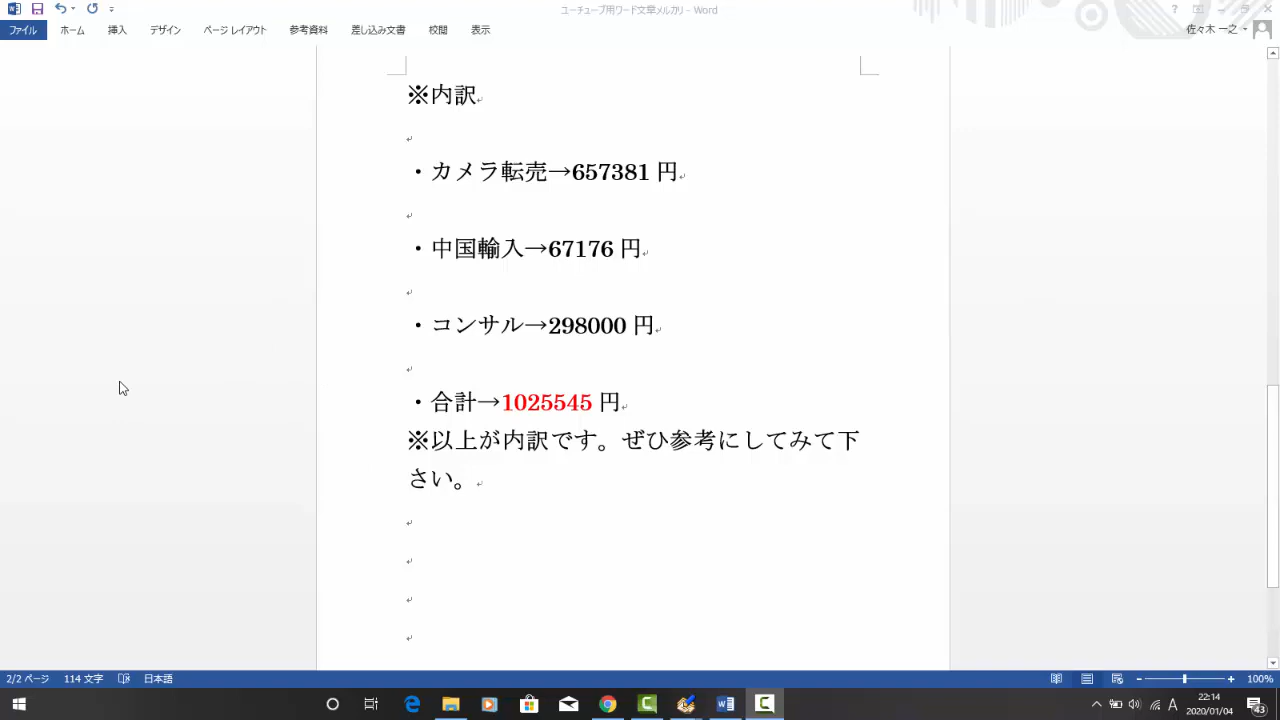 ユーチューブ用ワード文章メルカリ - Word
ファイル ホーム 挿入 デザイン ページ レイアウト 参考資料 差し込み文書 校閲 表示 佐々木 一之
※内訳
・カメラ転売→657381 円
・中国輸入→67176 円
・コンサル→298000 円
・合計→1025545 円
※以上が内訳です。ぜひ参考にしてみて下
さい。
2/2 ページ 114 文字 日本語 100%
22:14
2020/01/04
A
43